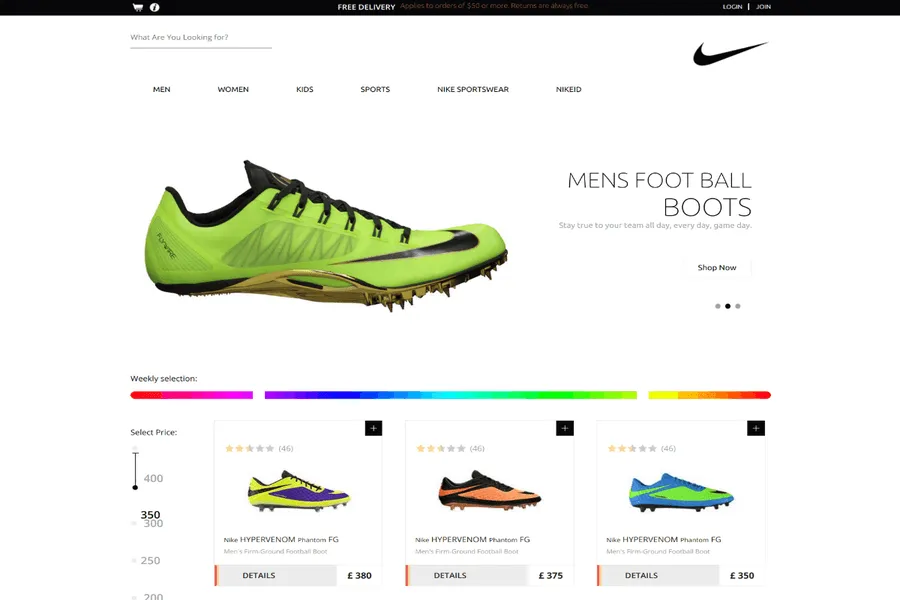 FREE DELIVERY Applies to orders of $50 or more. Returns are always free.
LOGIN | JOIN
What Are You Looking for?
MEN WOMEN KIDS SPORTS NIKE SPORTSWEAR NIKEID
FLYWIRE
MENS FOOT BALL
BOOTS
Stay true to your team all day, every day, game day.
Shop Now
Weekly selection:
Select Price:
400
350
300
250
200
+
(46)
Nike HYPERVENOM Phantom FG
Men's Firm-Ground Football Boot
DETAILS £ 380
+
(46)
Nike HYPERVENOM Phantom FG
Men's Firm-Ground Football Boot
DETAILS £ 375
+
(46)
Nike HYPERVENOM Phantom FG
Men's Firm-Ground Football Boot
DETAILS £ 350